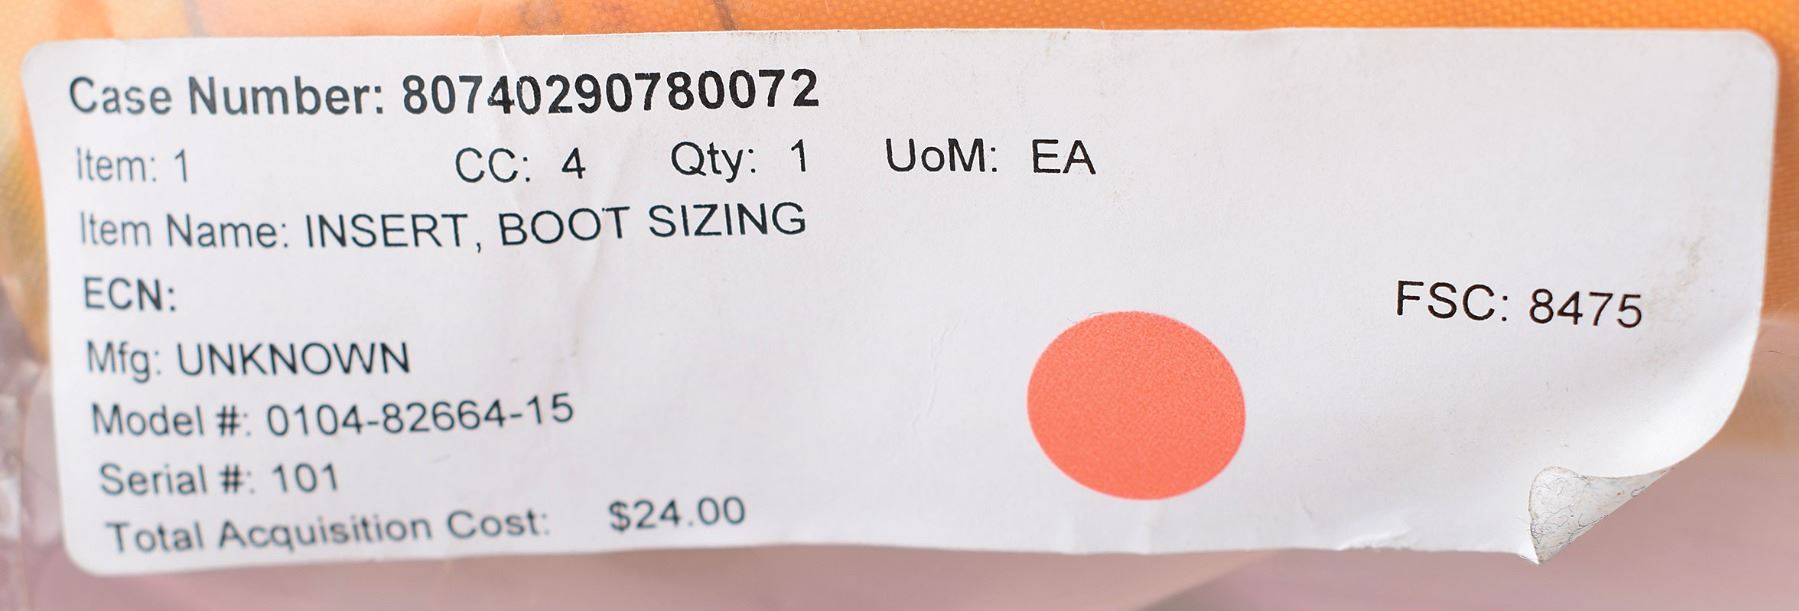 Case Number: 80740290780072
Item: 1 CC: 4 Qty: 1 UoM: EA
Item Name: INSERT, BOOT SIZING
ECN:
FSC: 8475
Mfg: UNKNOWN
Model #: 0104-82664-15
Serial #: 101
Total Acquisition Cost: $24.00